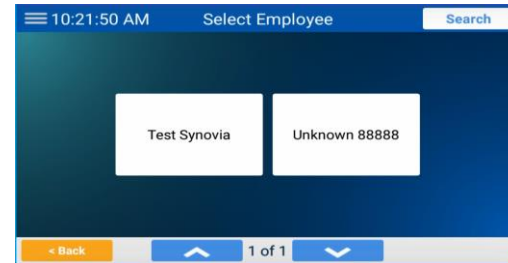 10:21:50 AM Select Employee Search
Test Synovia Unknown 88888
< Back 1 of 1